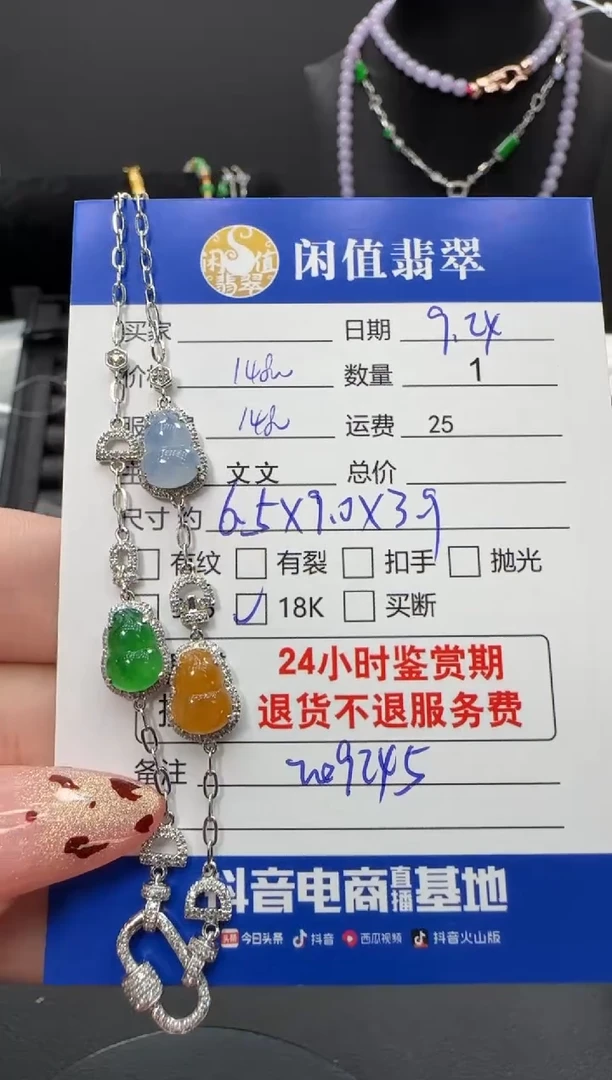 闲值翡翠
闲值翡翠
买家 日期 9.24
价 148 数量 1
服 148 运费 25
文文 总价
尺寸 约 6.5X9.0X3.9
有纹 有裂 扣手 抛光
18K 买断
24小时鉴赏期
退货不退服务费
备注 no9245
抖音电商直播基地
头条 今日头条 抖音 西瓜视频 抖音火山版